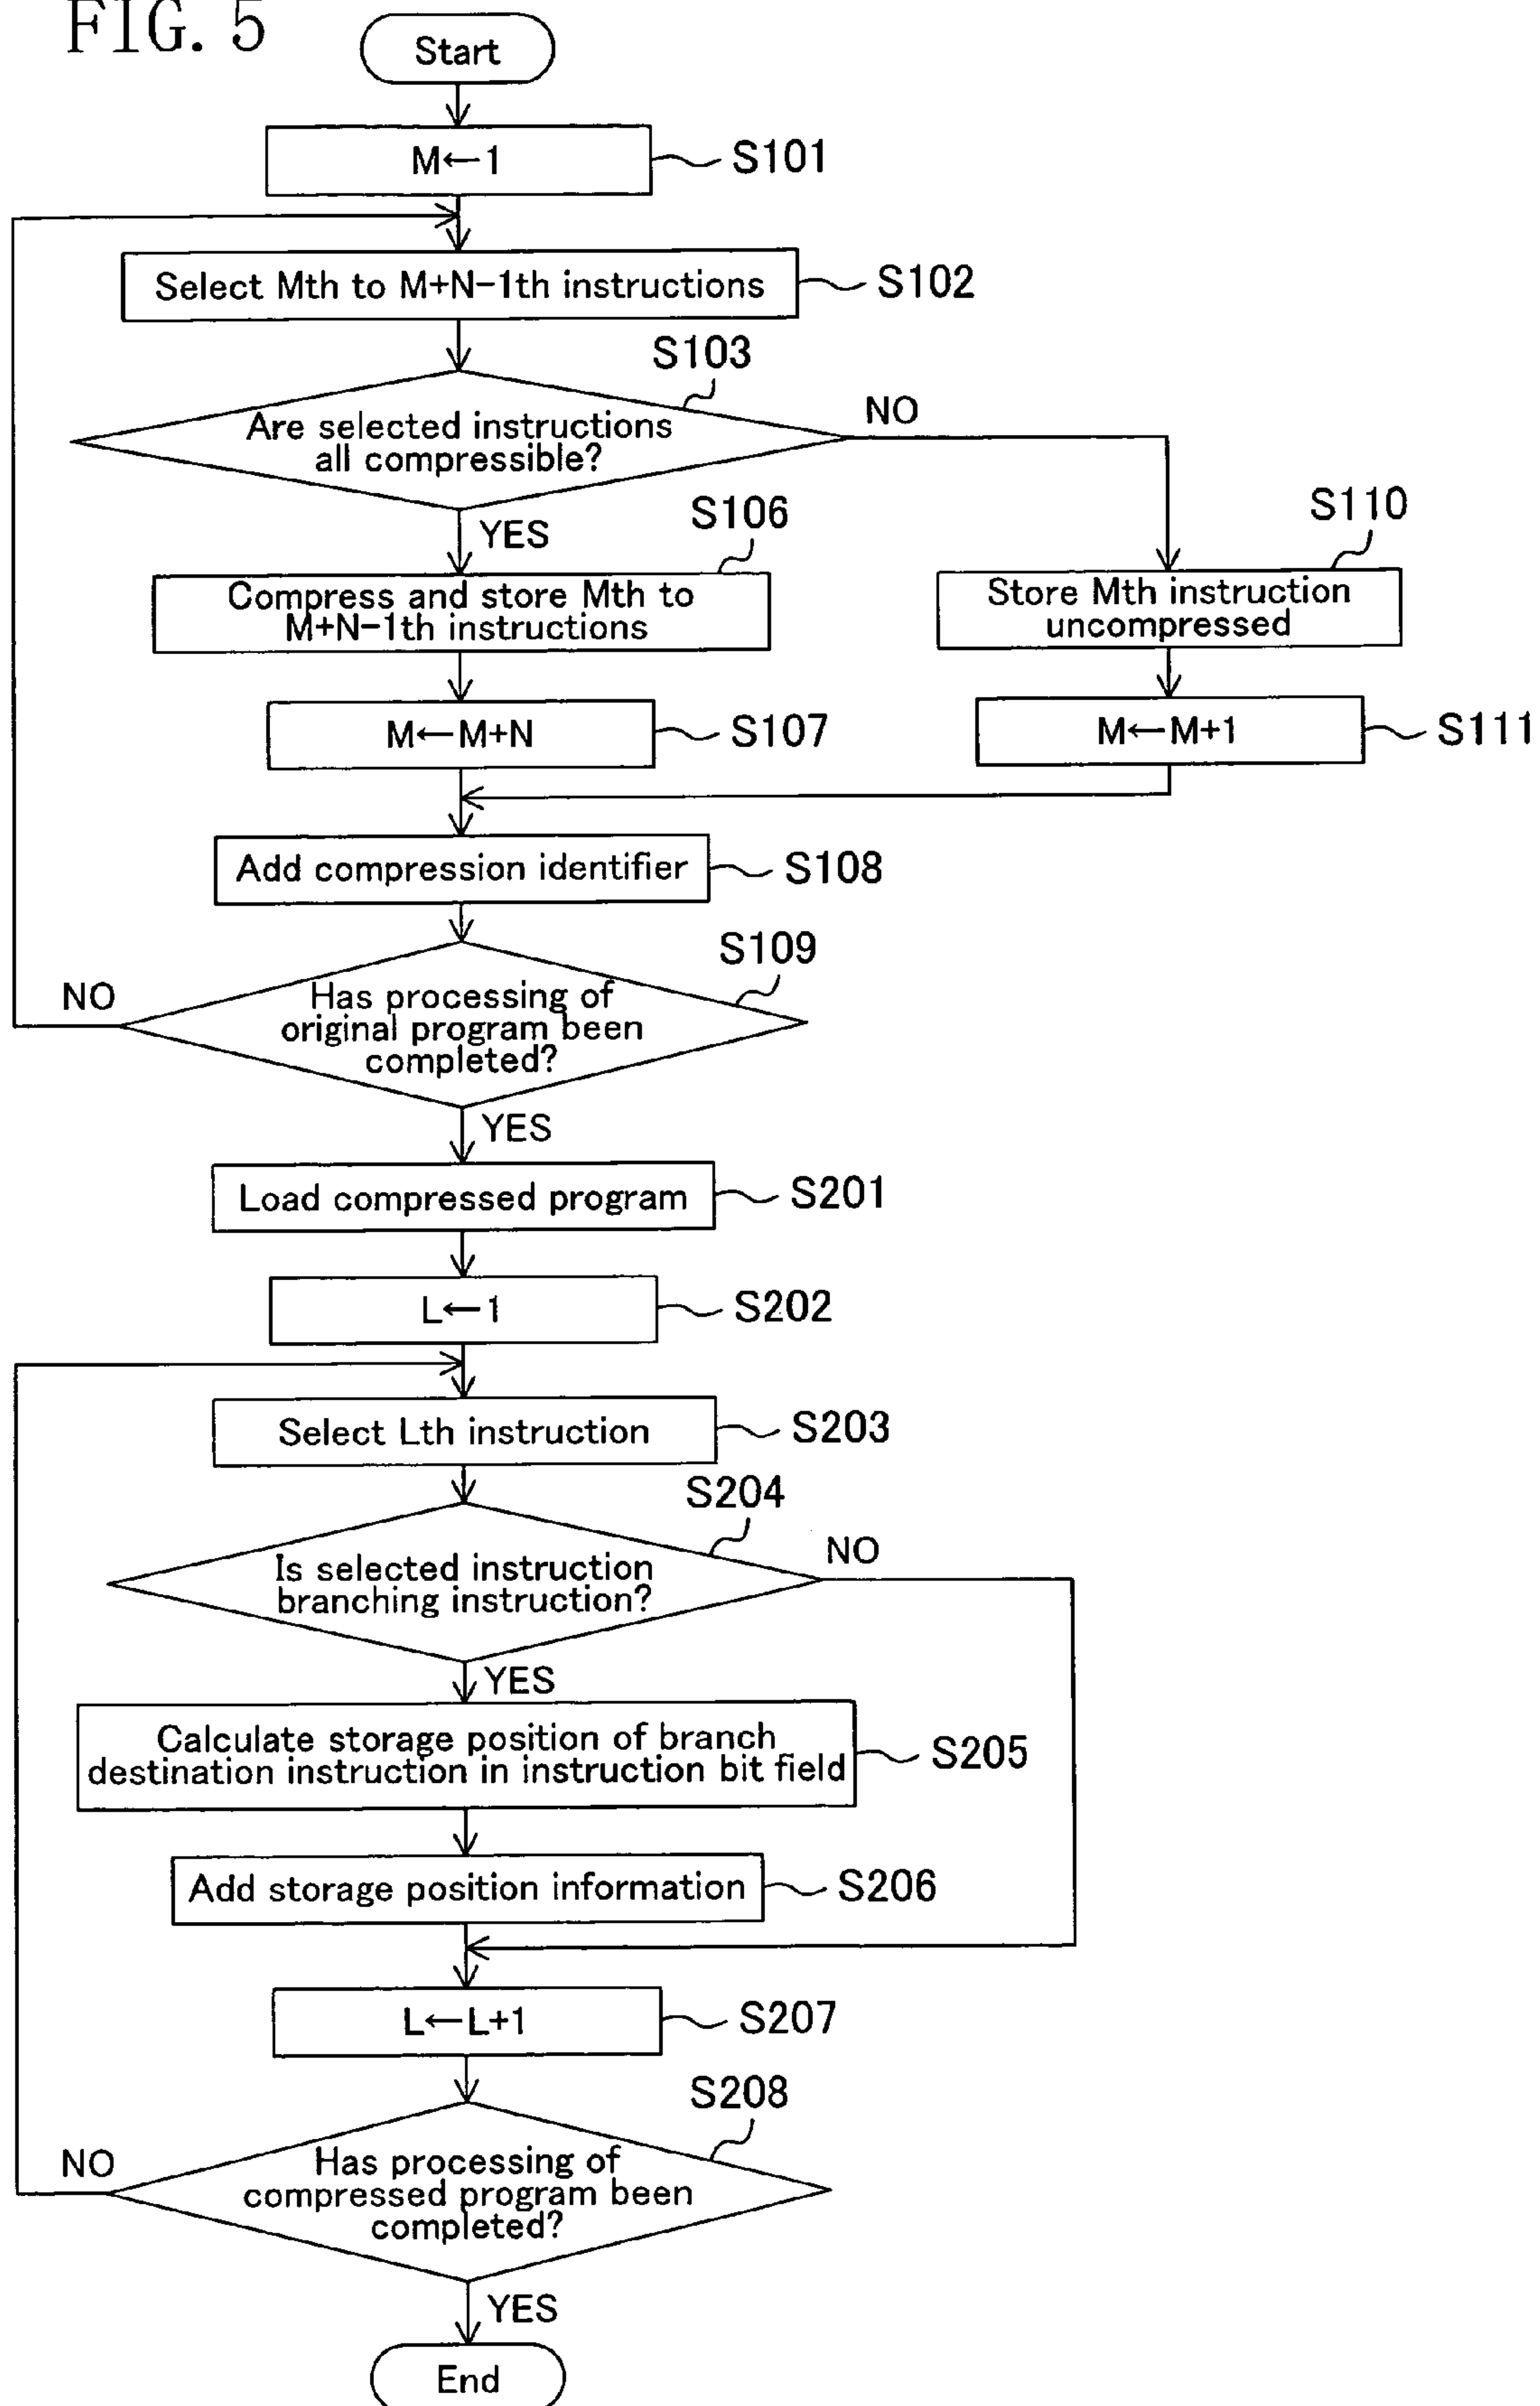 FIG. 5
Start
M←1
S101
Select Mth to M+N-1th instructions
S102
S103
Are selected instructions
all compressible?
NO
YES
S106
Compress and store Mth to
M+N-1th instructions
S110
Store Mth instruction
uncompressed
M←M+N
S107
M←M+1
S111
Add compression identifier
S108
S109
Has processing of
original program been
completed?
NO
YES
Load compressed program
S201
L←1
S202
Select Lth instruction
S203
S204
Is selected instruction
branching instruction?
NO
YES
Calculate storage position of branch
destination instruction in instruction bit field
S205
Add storage position information
S206
L←L+1
S207
S208
Has processing of
compressed program been
completed?
NO
YES
End